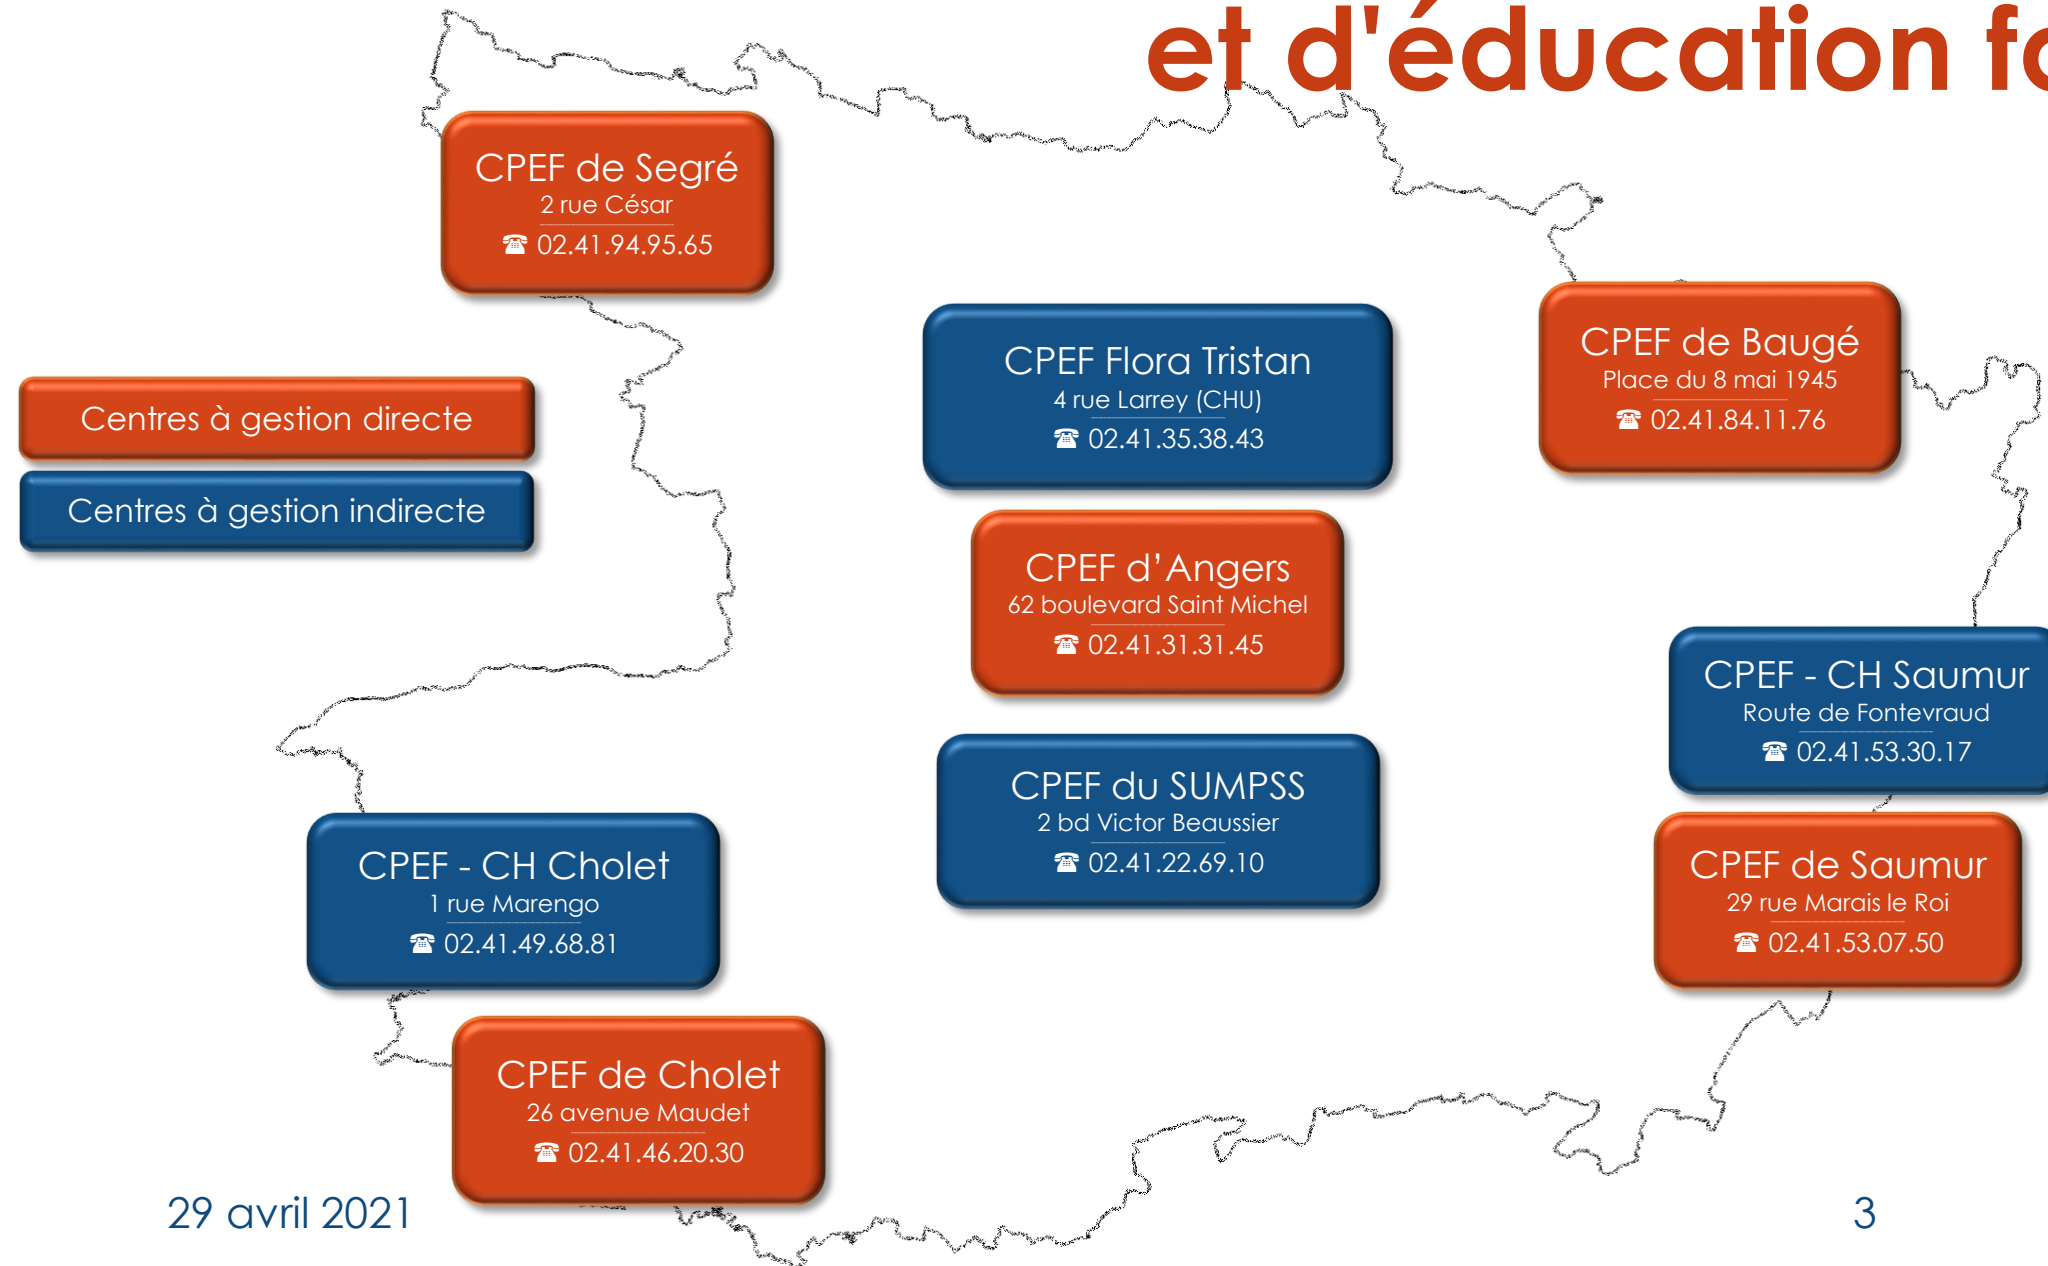 et d'éducation
CPEF de Segré
2 rue César
☎ 02.41.94.95.65
CPEF Flora Tristan
4 rue Larrey (CHU)
☎ 02.41.35.38.43
CPEF de Baugé
Place du 8 mai 1945
☎ 02.41.84.11.76
Centres à gestion directe
Centres à gestion indirecte
CPEF d’Angers
62 boulevard Saint Michel
☎ 02.41.31.31.45
CPEF - CH Saumur
Route de Fontevraud
☎ 02.41.53.30.17
CPEF du SUMPSS
2 bd Victor Beaussier
☎ 02.41.22.69.10
CPEF - CH Cholet
1 rue Marengo
☎ 02.41.49.68.81
CPEF de Saumur
29 rue Marais le Roi
☎ 02.41.53.07.50
CPEF de Cholet
26 avenue Maudet
☎ 02.41.46.20.30
29 avril 2021
3